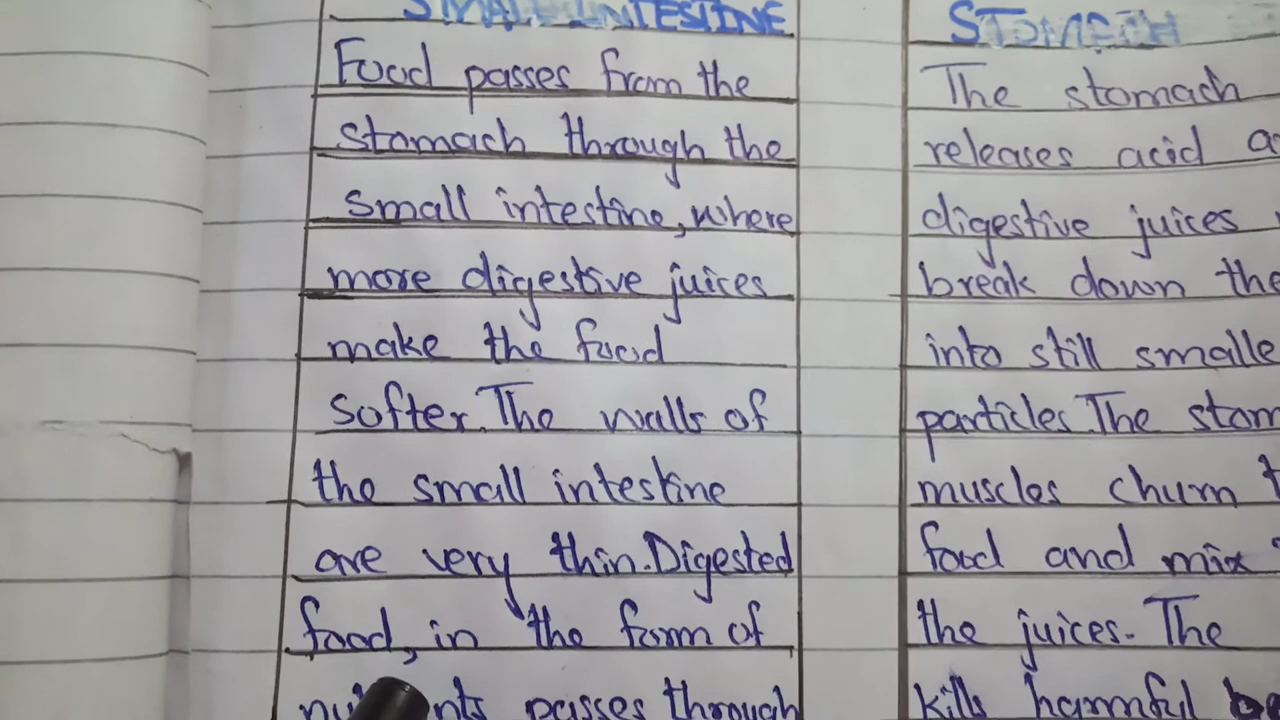 SMALL INTESTINE
Food passes from the
stomach through the
small intestine, where
more digestive juices
make the food
softer. The walls of
the small intestine
are very thin. Digested
food, in the form of
passes through
STOMACH
The stomach
releases acid
digestive juices
break down the
into still smalle
particles. The stom
muscles churn t
food and mix
the juices. The
kills harmful